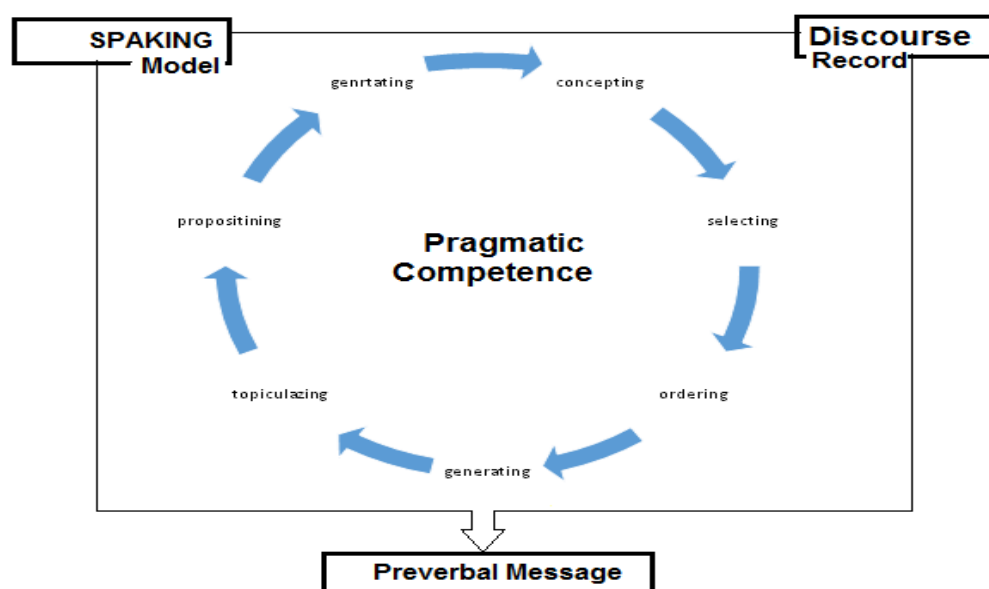 SPAKING
Model
Discourse
Record
genrtating
concepting
selecting
propositining
Pragmatic
Competence
ordering
topiculazing
generating
Preverbal Message